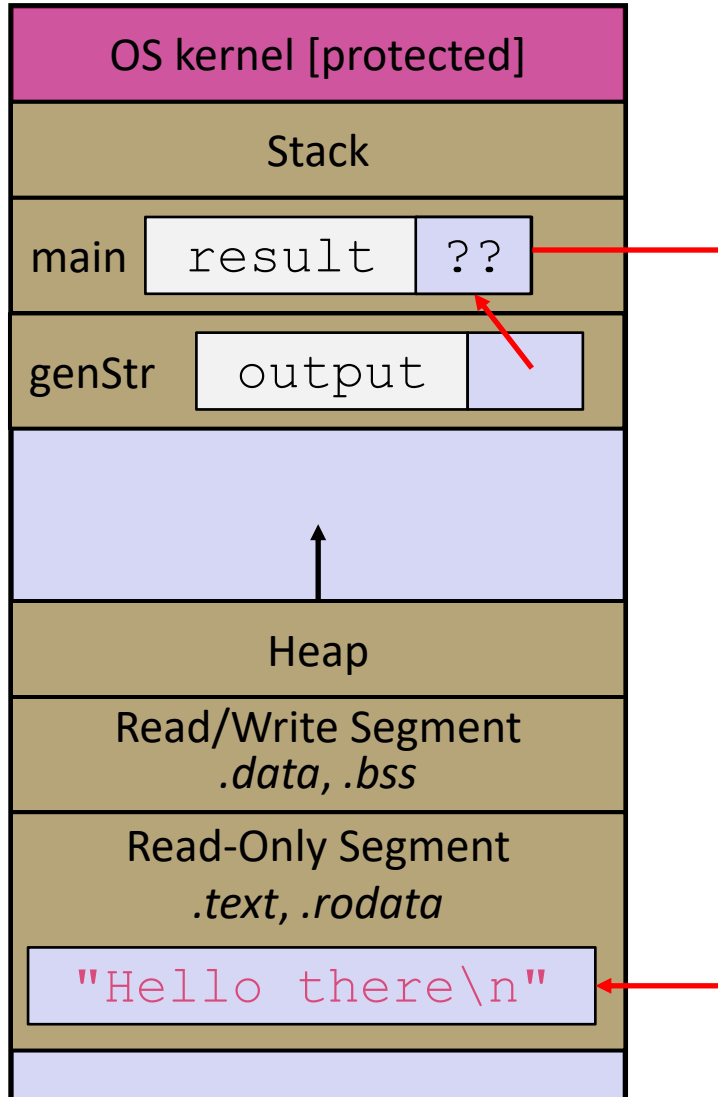 OS kernel [protected]
Stack
main result ??
genStr output
Heap
Read/Write Segment
.data, .bss
Read-Only Segment
.text, .rodata
"Hello there\n"